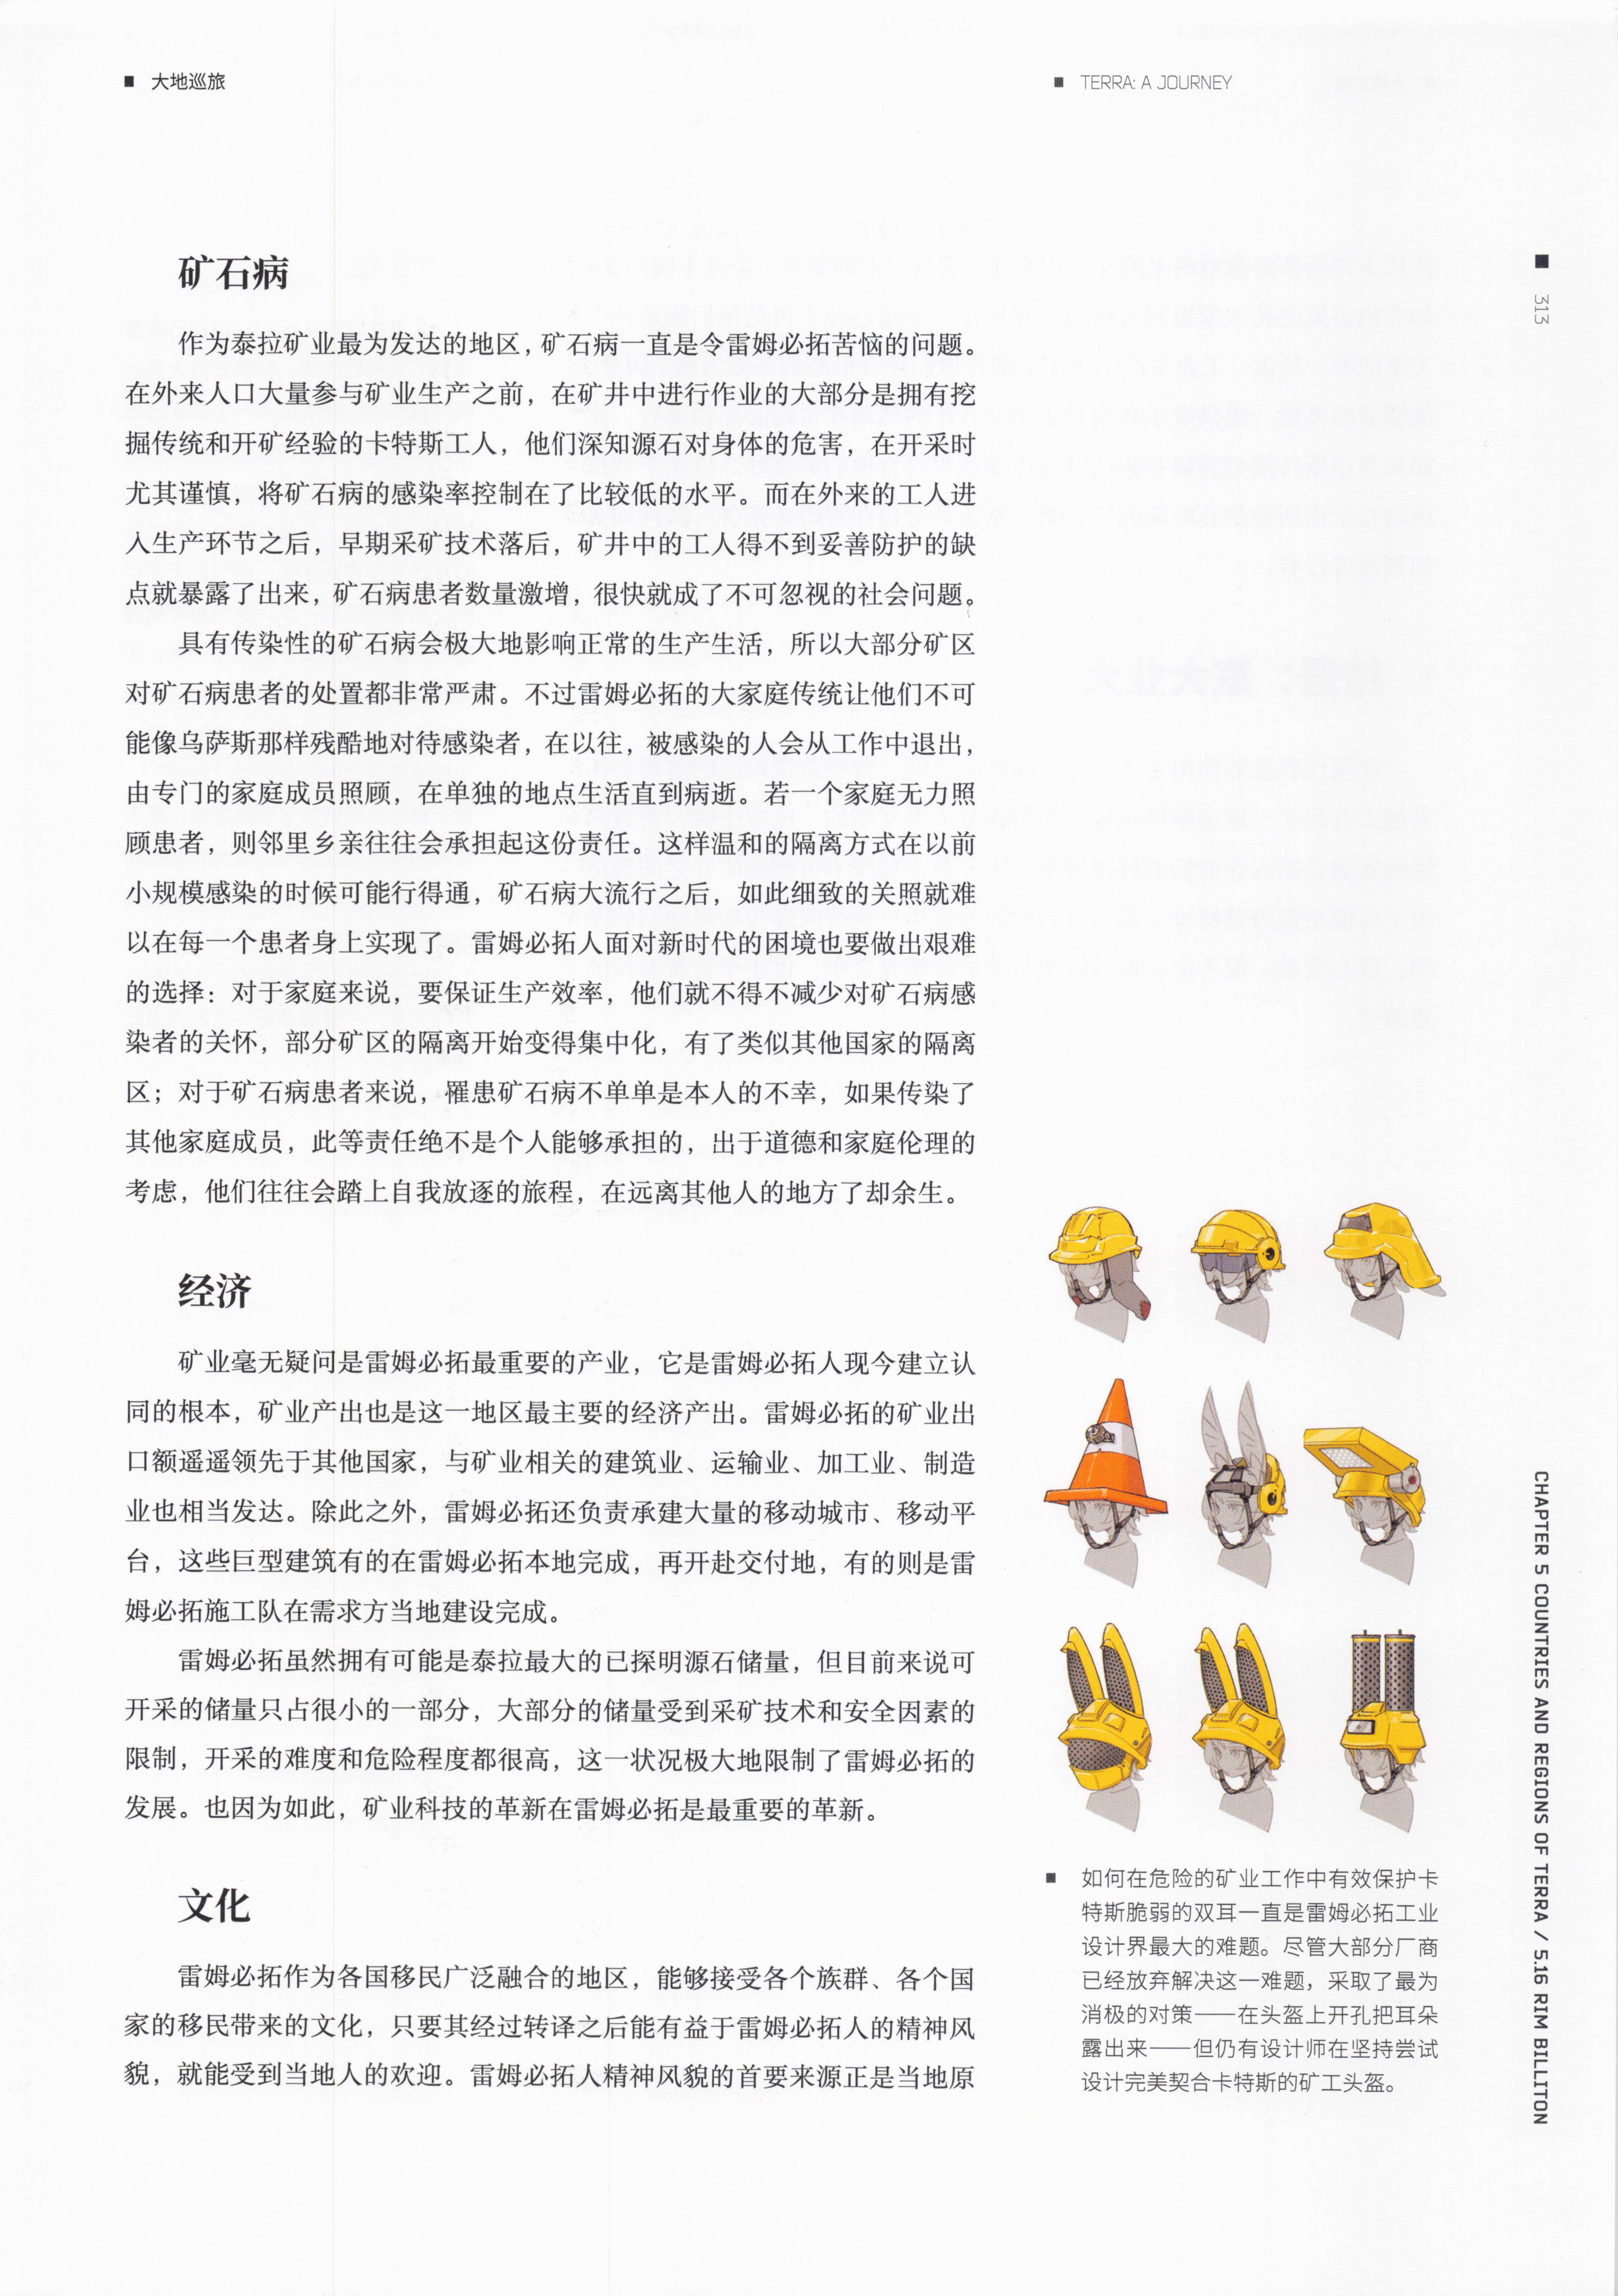 大地巡旅
TERRA: A JOURNEY
313
矿石病
作为泰拉矿业最为发达的地区，矿石病一直是令雷姆必拓苦恼的问题。
在外来人口大量参与矿业生产之前，在矿井中进行作业的大部分是拥有挖
掘传统和开矿经验的卡特斯工人，他们深知源石对身体的危害，在开采时
尤其谨慎，将矿石病的感染率控制在了比较低的水平。而在外来的工人进
入生产环节之后，早期采矿技术落后，矿井中的工人得不到妥善防护的缺
点就暴露了出来，矿石病患者数量激增，很快就成了不可忽视的社会问题。
具有传染性的矿石病会极大地影响正常的生产生活，所以大部分矿区
对矿石病患者的处置都非常严肃。不过雷姆必拓的大家庭传统让他们不可
能像乌萨斯那样残酷地对待感染者，在以往，被感染的人会从工作中退出，
由专门的家庭成员照顾，在单独的地点生活直到病逝。若一个家庭无力照
顾患者，则邻里乡亲往往会承担起这份责任。这样温和的隔离方式在以前
小规模感染的时候可能行得通，矿石病大流行之后，如此细致的关照就难
以在每一个患者身上实现了。雷姆必拓人面对新时代的困境也要做出艰难
的选择：对于家庭来说，要保证生产效率，他们就不得不减少对矿石病感
染者的关怀，部分矿区的隔离开始变得集中化，有了类似其他国家的隔离
区；对于矿石病患者来说，罹患矿石病不单单是本人的不幸，如果传染了
其他家庭成员，此等责任绝不是个人能够承担的，出于道德和家庭伦理的
考虑，他们往往会踏上自我放逐的旅程，在远离其他人的地方了却余生。
经济
矿业毫无疑问是雷姆必拓最重要的产业，它是雷姆必拓人现今建立认
同的根本，矿业产出也是这一地区最主要的经济产出。雷姆必拓的矿业出
口额遥遥领先于其他国家，与矿业相关的建筑业、运输业、加工业、制造
业也相当发达。除此之外，雷姆必拓还负责承建大量的移动城市、移动平
台，这些巨型建筑有的在雷姆必拓本地完成，再开赴交付地，有的则是雷
姆必拓施工队在需求方当地建设完成。
雷姆必拓虽然拥有可能是泰拉最大的已探明源石储量，但目前来说可
开采的储量只占很小的一部分，大部分的储量受到采矿技术和安全因素的
限制，开采的难度和危险程度都很高，这一状况极大地限制了雷姆必拓的
发展。也因为如此，矿业科技的革新在雷姆必拓是最重要的革新。
文化
雷姆必拓作为各国移民广泛融合的地区，能够接受各个族群、各个国
家的移民带来的文化，只要其经过转译之后能有益于雷姆必拓人的精神风
貌，就能受到当地人的欢迎。雷姆必拓人精神风貌的首要来源正是当地原
如何在危险的矿业工作中有效保护卡
特斯脆弱的双耳一直是雷姆必拓工业
设计界最大的难题。尽管大部分厂商
已经放弃解决这一难题，采取了最为
消极的对策——在头盔上开孔把耳朵
露出来——但仍有设计师在坚持尝试
设计完美契合卡特斯的矿工头盔。
CHAPTER 5 COUNTRIES AND REGIONS OF TERRA / 5.16 RIM BILLITON